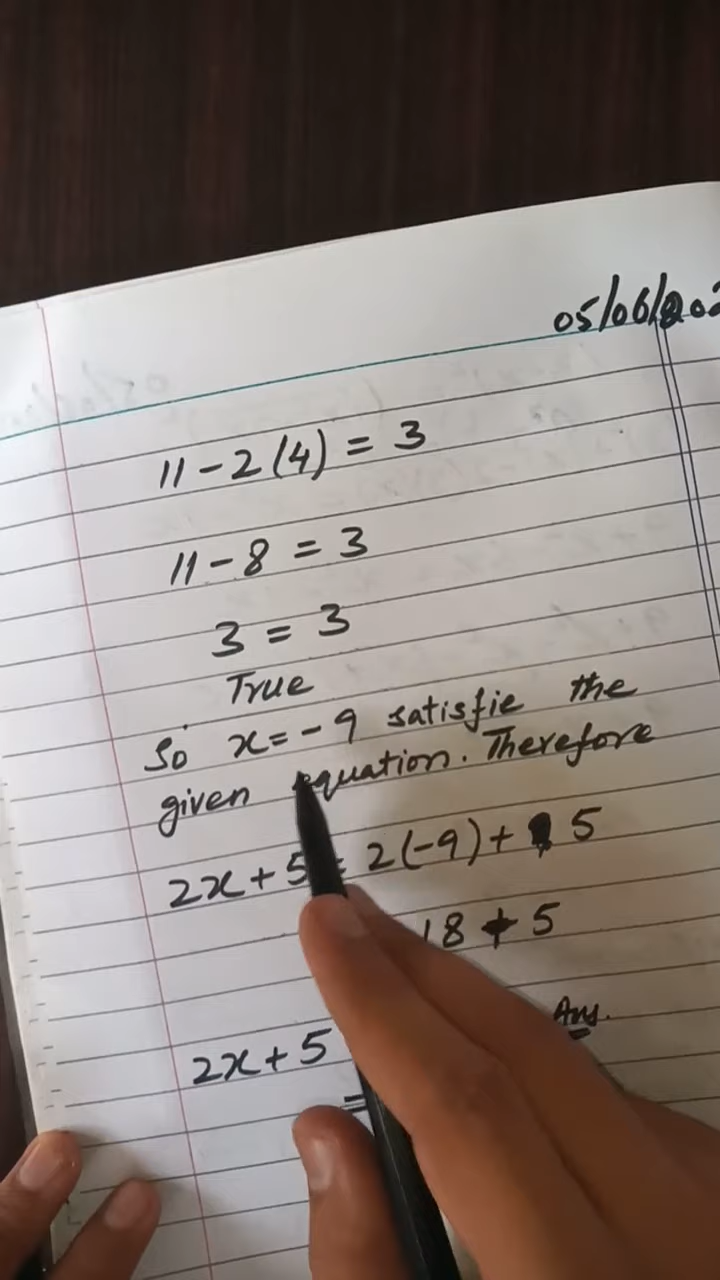 05/06/202
11 - 2(4) = 3
11 - 8 = 3
3 = 3
True
So x = -9 satisfie the
given equation. Therefore
2x + 5 = 2(-9) + 5
18 + 5
Ans.
2x + 5
=